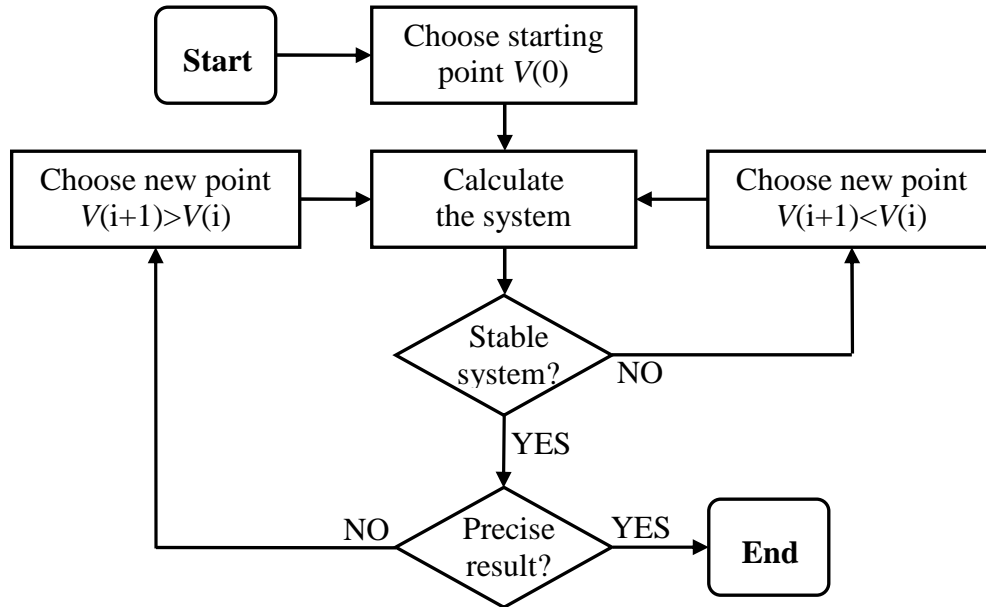 Start
Choose starting
point V(0)
Choose new point
V(i+1)>V(i)
Calculate
the system
Choose new point
V(i+1)<V(i)
Stable
system?
NO
YES
NO
Precise
result?
YES
End